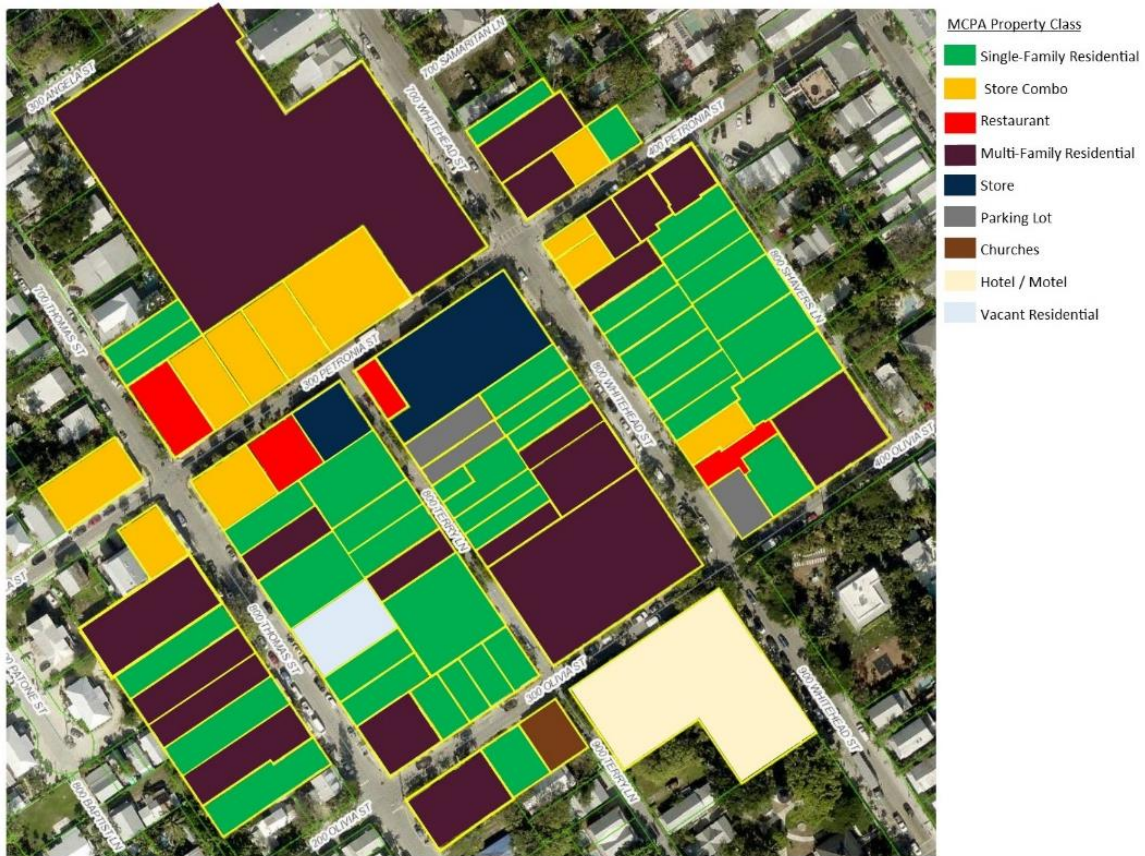 MCPA Property Class
Single-Family Residential
Store Combo
Restaurant
Multi-Family Residential
Store
Parking Lot
Churches
Hotel / Motel
Vacant Residential
300 ANGELA ST
700 SAMARITAN LN
700 WHITEHEAD ST
400 PETRONIA ST
700 THOMAS ST
300 PETRONIA ST
800 SHAVERS LN
800 WHITEHEAD ST
400 OLIVIA ST
800 TERRY LN
800 THOMAS ST
300 OLIVIA ST
900 WHITEHEAD ST
900 TERRY LN
PATONE ST
800 BAPTIST LN
200 OLIVIA ST